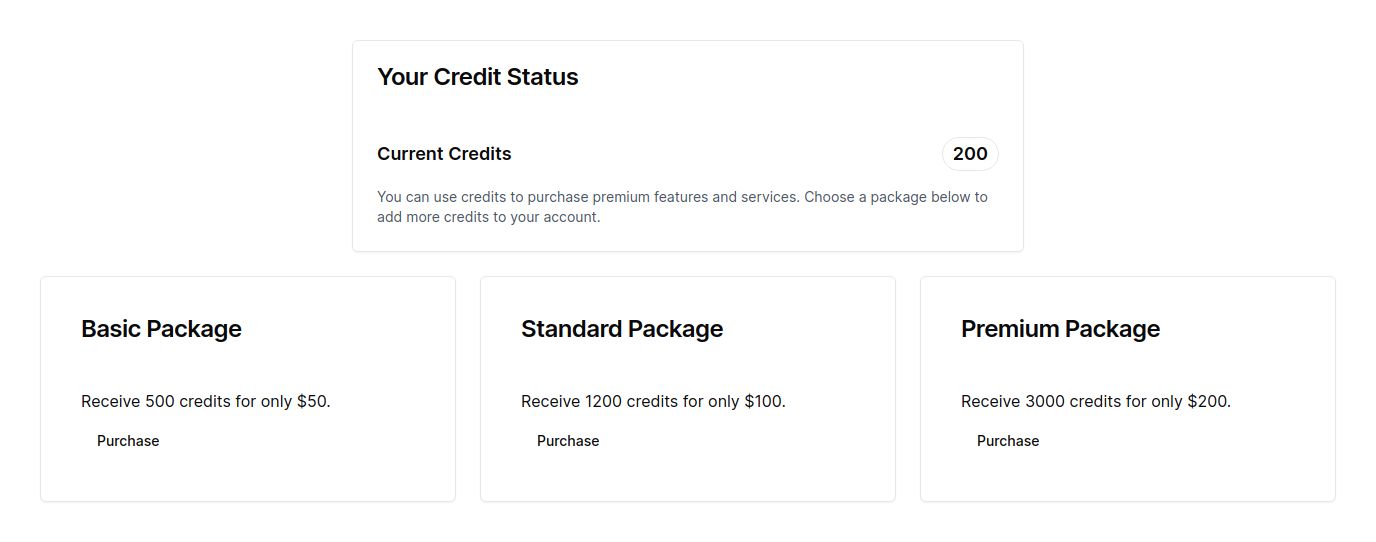 Your Credit Status
Current Credits
200
You can use credits to purchase premium features and services. Choose a package below to
add more credits to your account.
Basic Package
Receive 500 credits for only $50.
Purchase
Standard Package
Receive 1200 credits for only $100.
Purchase
Premium Package
Receive 3000 credits for only $200.
Purchase